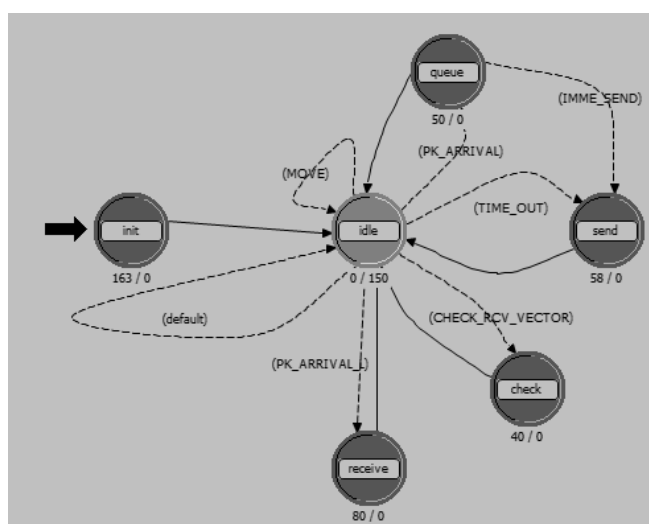 queue
50 / 0
(IMME_SEND)
(PK_ARRIVAL)
(MOVE)
(TIME_OUT)
init
idle
send
163 / 0
0 / 150
58 / 0
(default)
(CHECK_RCV_VECTOR)
(PK_ARRIVAL_L)
check
40 / 0
receive
80 / 0